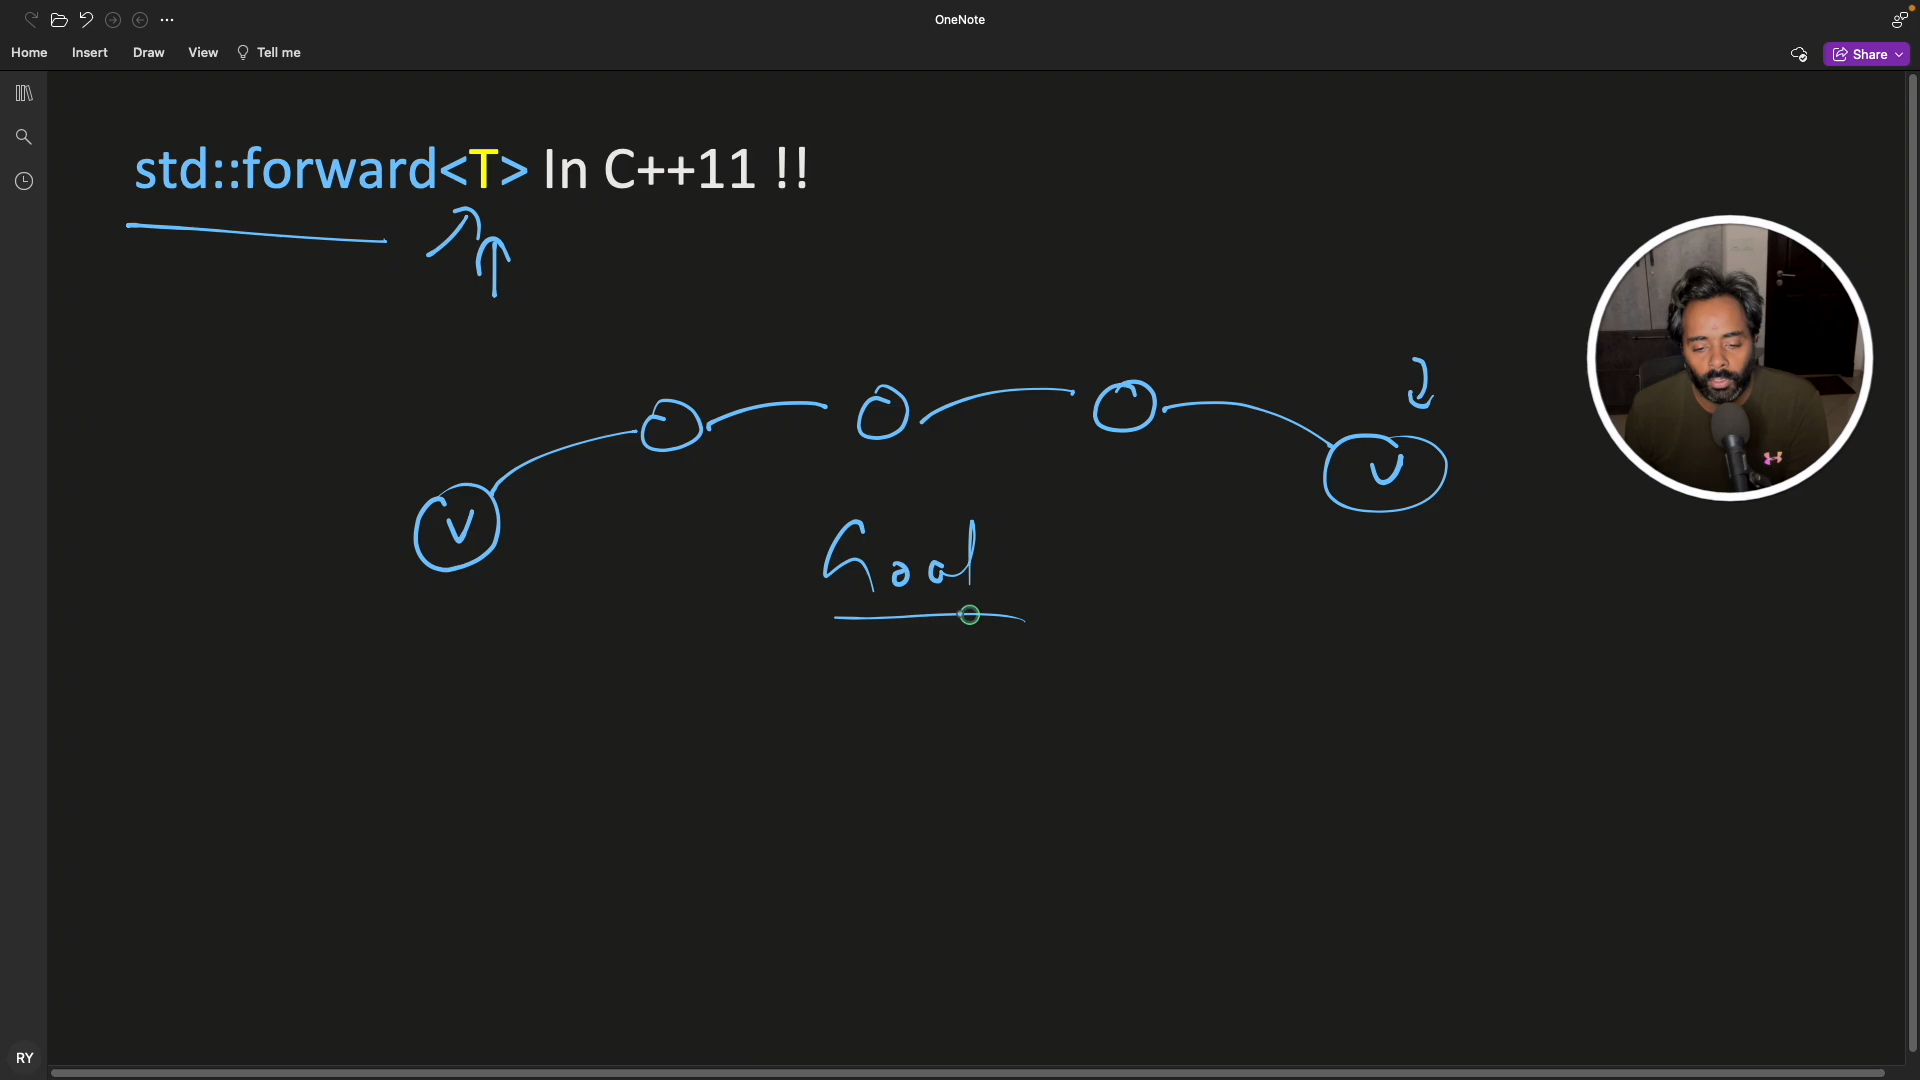 OneNote
Home Insert Draw View Tell me
Share
std::forward<T> In C++11 !!
V
V
Goal
RY